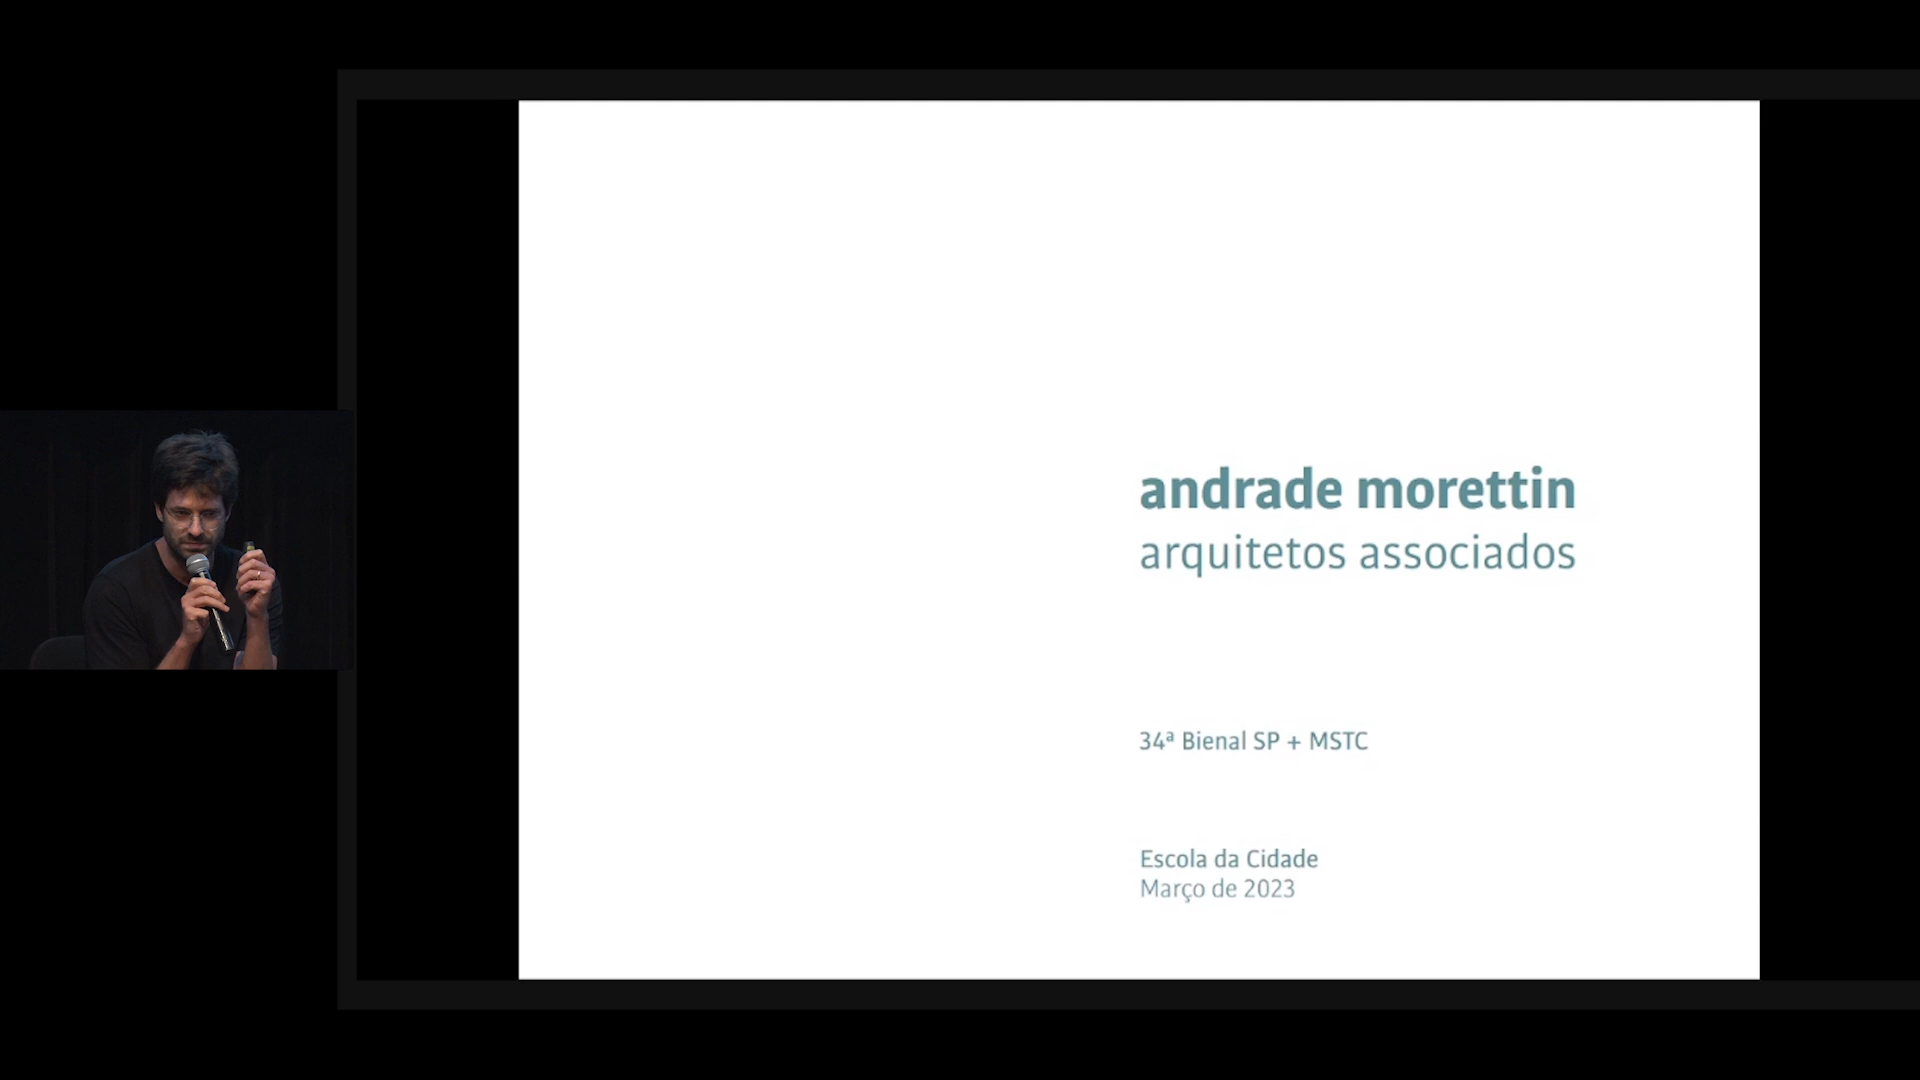 andrade morettin
arquitetos associados
34ª Bienal SP + MSTC
Escola da Cidade
Março de 2023